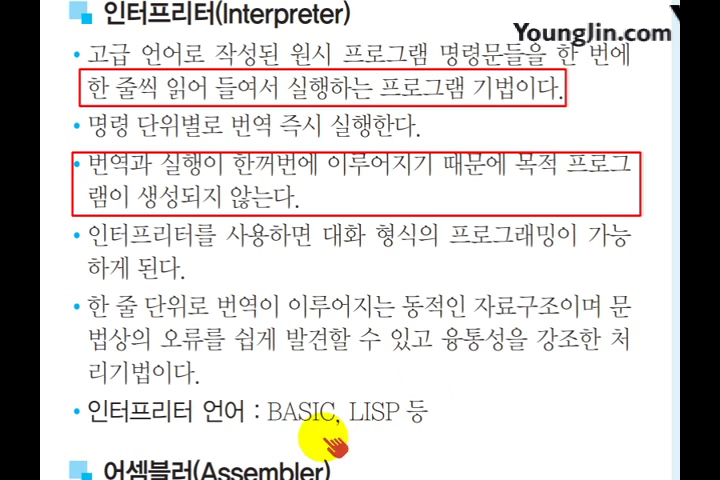 인터프리터(Interpreter)
YoungJin.com
• 고급 언어로 작성된 원시 프로그램 명령문들을 한 번에
한 줄씩 읽어 들여서 실행하는 프로그램 기법이다.
• 명령 단위별로 번역 즉시 실행한다.
• 번역과 실행이 한꺼번에 이루어지기 때문에 목적 프로그
램이 생성되지 않는다.
• 인터프리터를 사용하면 대화 형식의 프로그래밍이 가능
하게 된다.
• 한 줄 단위로 번역이 이루어지는 동적인 자료구조이며 문
법상의 오류를 쉽게 발견할 수 있고 융통성을 강조한 처
리기법이다.
• 인터프리터 언어 : BASIC, LISP 등
어셈블러(Assembler)